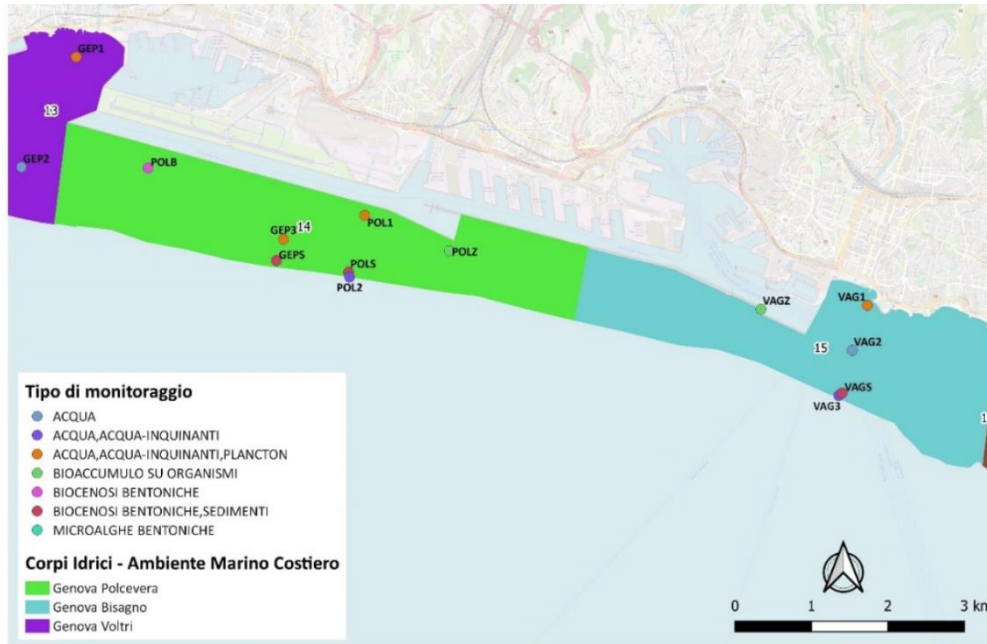 GEP1
13
GEP2
POLB
POL1
GEP3
14
GEPS
POLZ
POLS
POL2
VAGZ
VAG1
15
VAG2
VAGS
VAG3
Tipo di monitoraggio
ACQUA
ACQUA,ACQUA-INQUINANTI
ACQUA,ACQUA-INQUINANTI,PLANCTON
BIOACCUMULO SU ORGANISMI
BIOCENOSI BENTONICHE
BIOCENOSI BENTONICHE,SEDIMENTI
MICROALGHE BENTONICHE
Corpi Idrici - Ambiente Marino Costiero
Genova Polcevera
Genova Bisagno
Genova Voltri
0 1 2 3 km